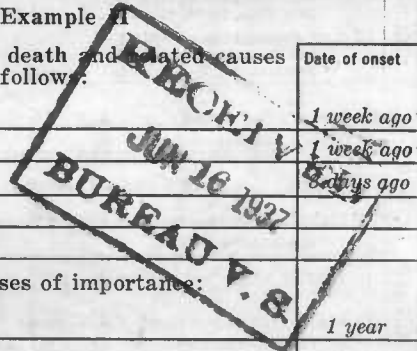 Example II
death and related causes
follows:
Date of onset
1 week ago
1 week ago
3 days ago
RECEIVED
JUN 16 1937
BUREAU V. S.
ses of importance:
1 year